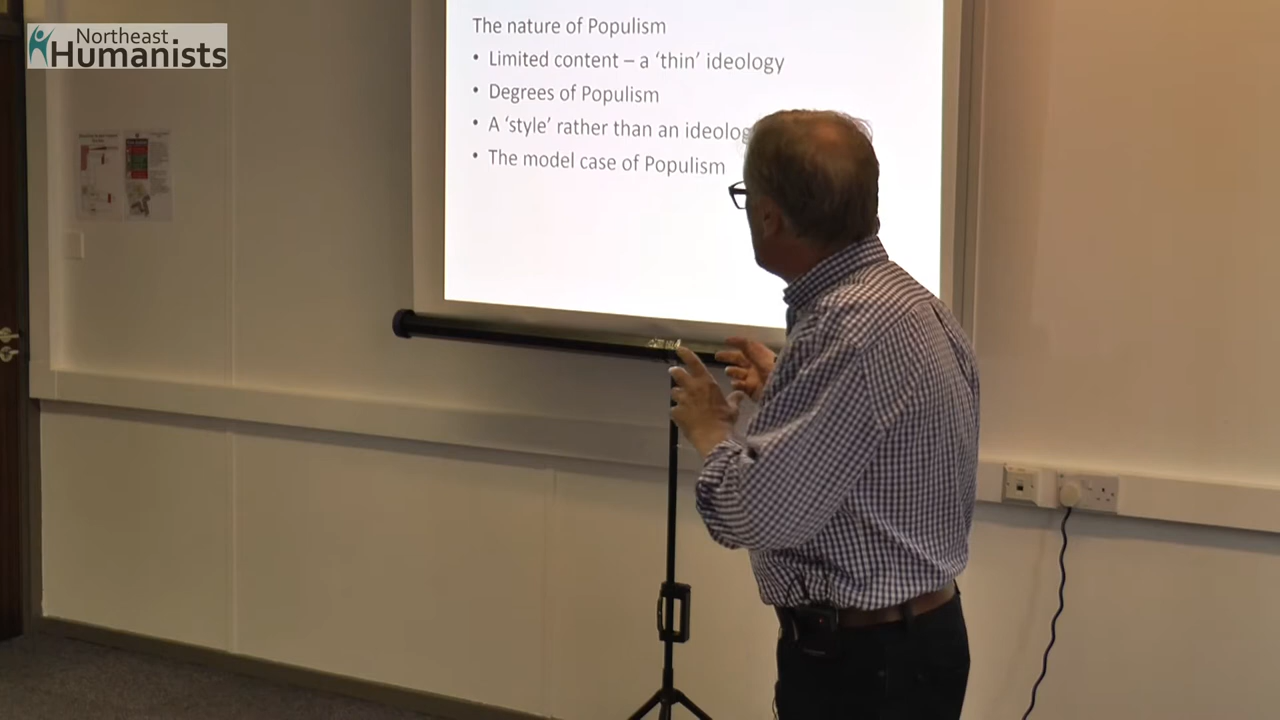 Northeast
Humanists
The nature of Populism
• Limited content – a ‘thin’ ideology
• Degrees of Populism
• A ‘style’ rather than an ideolog
• The model case of Populism